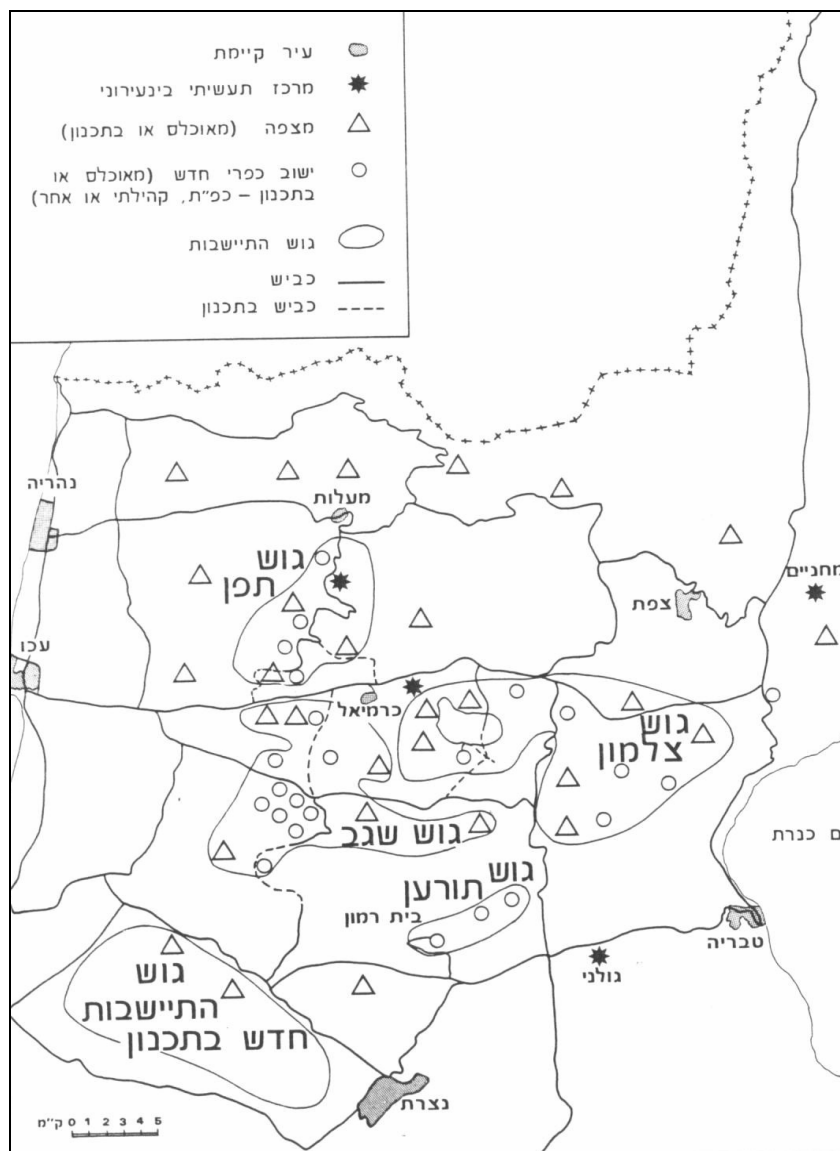 עיר קיימת
מרכז תעשיתי בינעירוני
מצפה (מאוכלס או בתכנון)
ישוב כפרי חדש (מאוכלס או
בתכנון – כפ״ת, קהילתי או אחר)
גוש התיישבות
כביש
כביש בתכנון
נהריה
מעלות
גוש
תפן
צפת
מחניים
עכו
כרמיאל
גוש
צלמון
גוש שגב
ם כנרת
גוש
תורען
בית רמון
טבריה
גולני
גוש
התיישבות
חדש בתכנון
נצרת
ק״מ 0 1 2 3 4 5